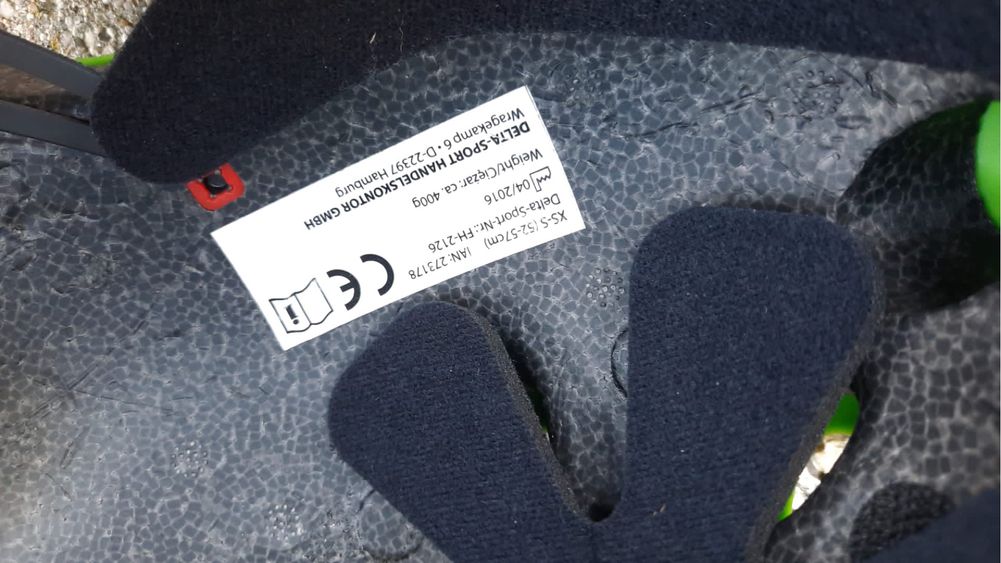 XS-S (52-57cm) IAN: 273178
Delta-Sport-Nr.: FH-2126
04/2016
Weight/Ciężar: ca. 400g
DELTA-SPORT HANDELSKONTOR GMBH
Wragekamp 6 • D-22397 Hamburg
CE
i